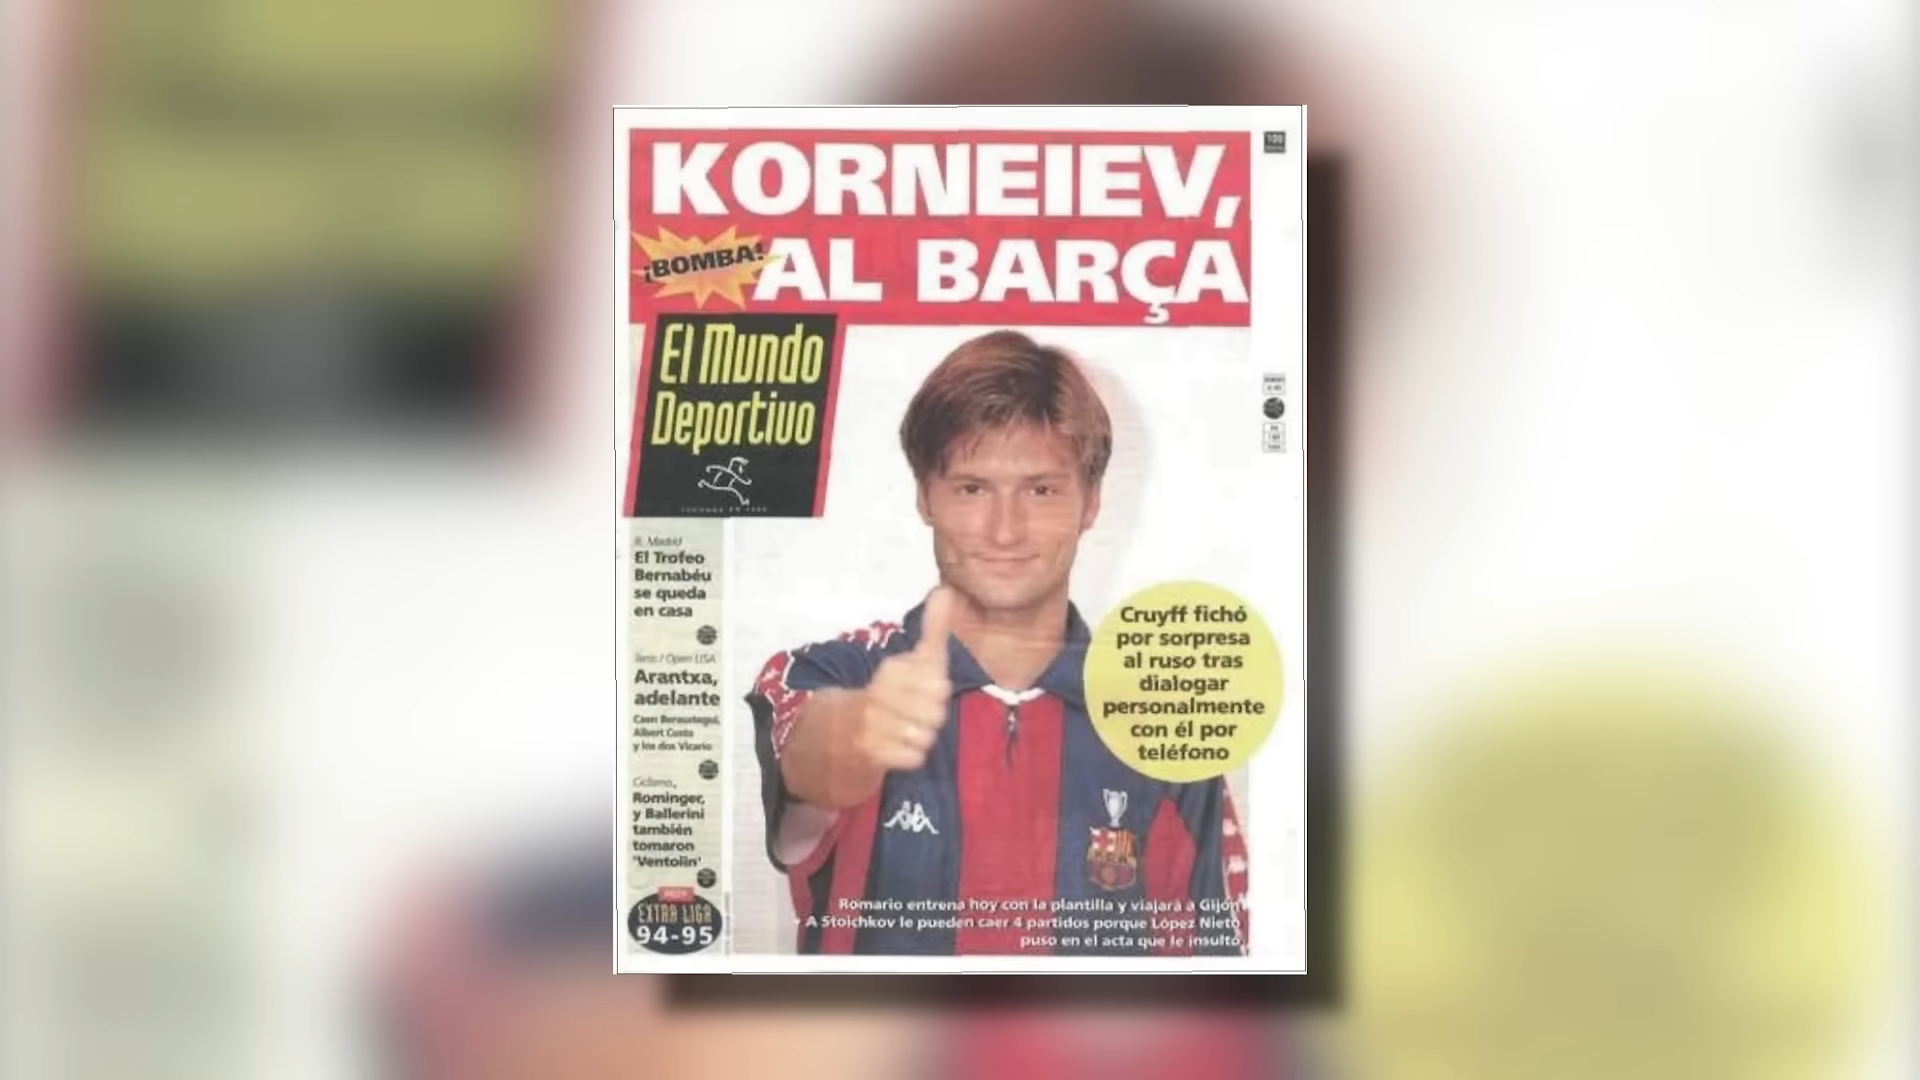 KORNEIEV,
¡BOMBA!
AL BARÇA
El Mundo
Deportivo
R. Madrid
El Trofeo
Bernabéu
se queda
en casa
Tenis / Open USA
Arantxa,
adelante
Caen Berasategui,
Albert Costa
y los dos Vicario
Ciclismo
Rominger,
y Ballerini
también
tomaron
'Ventolin'
HOY
EXTRA LIGA
94-95
Cruyff fichó
por sorpresa
al ruso tras
dialogar
personalmente
con él por
teléfono
Romario entrena hoy con la plantilla y viajará a Gijón
• A Stoichkov le pueden caer 4 partidos porque López Nieto
puso en el acta que le insultó
100